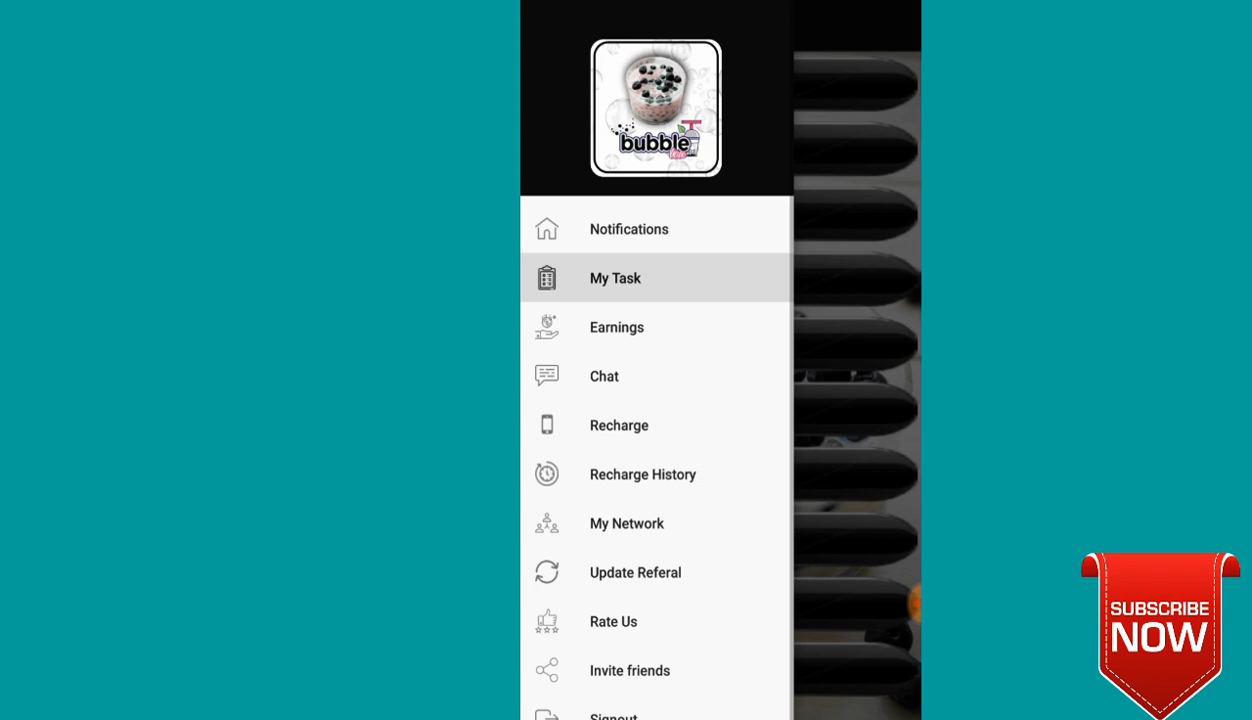 bubble
Notifications
My Task
Earnings
Chat
Recharge
Recharge History
My Network
Update Referal
Rate Us
Invite friends
Signout
SUBSCRIBE
NOW